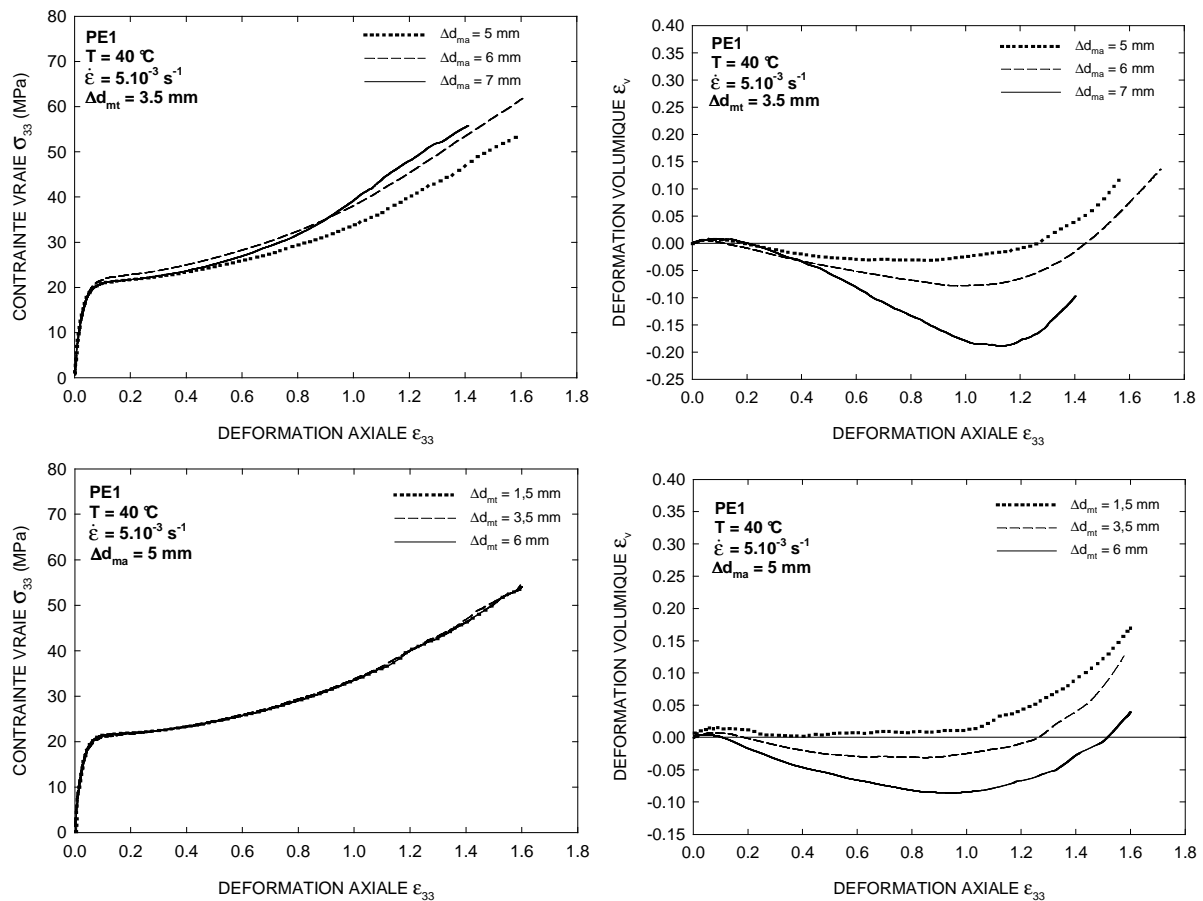 PE1
T = 40 °C
ε̇ = 5.10⁻³ s⁻¹
Δd_mt = 3.5 mm
Δd_ma = 5 mm
Δd_ma = 6 mm
Δd_ma = 7 mm
CONTRAINTE VRAIE σ₃₃ (MPa)
80
70
60
50
40
30
20
10
0
0.0 0.2 0.4 0.6 0.8 1.0 1.2 1.4 1.6 1.8
DEFORMATION AXIALE ε₃₃
PE1
T = 40 °C
ε̇ = 5.10⁻³ s⁻¹
Δd_mt = 3.5 mm
Δd_ma = 5 mm
Δd_ma = 6 mm
Δd_ma = 7 mm
DEFORMATION VOLUMIQUE ε_v
0.40
0.35
0.30
0.25
0.20
0.15
0.10
0.05
0.00
-0.05
-0.10
-0.15
-0.20
-0.25
0.0 0.2 0.4 0.6 0.8 1.0 1.2 1.4 1.6 1.8
DEFORMATION AXIALE ε₃₃
PE1
T = 40 °C
ε̇ = 5.10⁻³ s⁻¹
Δd_ma = 5 mm
Δd_mt = 1,5 mm
Δd_mt = 3,5 mm
Δd_mt = 6 mm
CONTRAINTE VRAIE σ₃₃ (MPa)
80
70
60
50
40
30
20
10
0
0.0 0.2 0.4 0.6 0.8 1.0 1.2 1.4 1.6 1.8
DEFORMATION AXIALE ε₃₃
PE1
T = 40 °C
ε̇ = 5.10⁻³ s⁻¹
Δd_ma = 5 mm
Δd_mt = 1,5 mm
Δd_mt = 3,5 mm
Δd_mt = 6 mm
DEFORMATION VOLUMIQUE ε_v
0.40
0.35
0.30
0.25
0.20
0.15
0.10
0.05
0.00
-0.05
-0.10
-0.15
0.0 0.2 0.4 0.6 0.8 1.0 1.2 1.4 1.6 1.8
DEFORMATION AXIALE ε₃₃